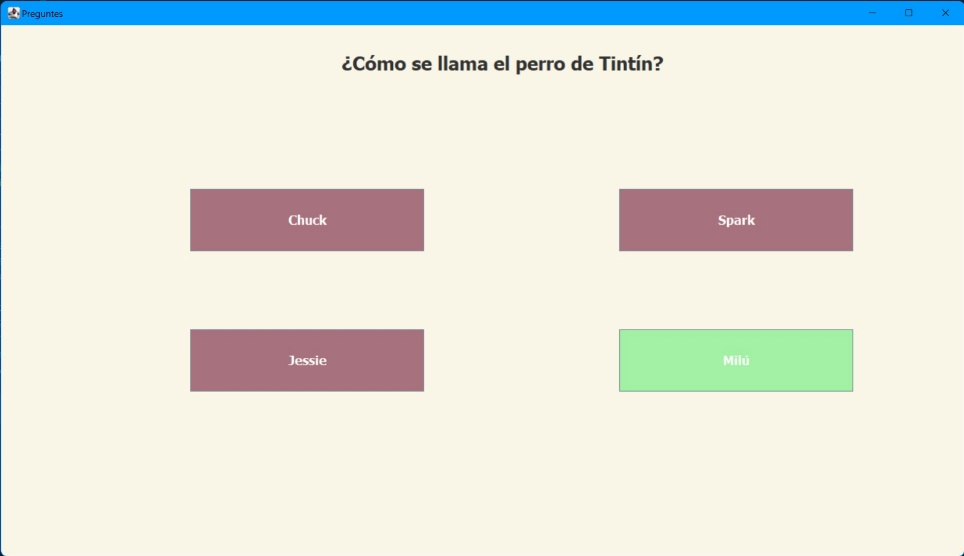 Preguntes
¿Cómo se llama el perro de Tintín?
Chuck
Spark
Jessie
Milú